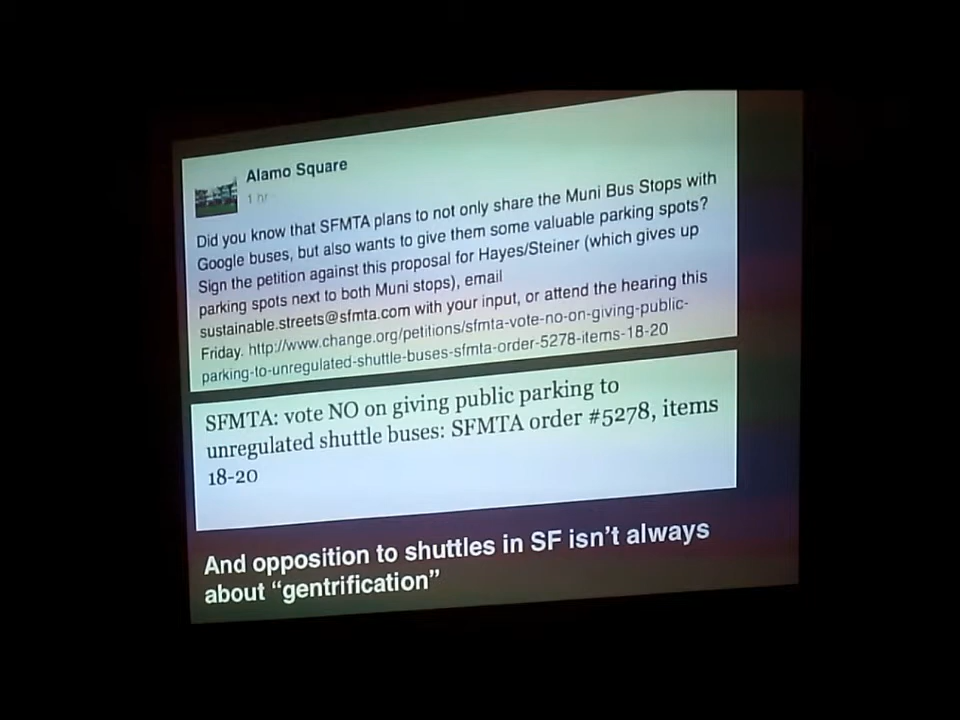 Alamo Square
1 hr
Did you know that SFMTA plans to not only share the Muni Bus Stops with
Google buses, but also wants to give them some valuable parking spots?
Sign the petition against this proposal for Hayes/Steiner (which gives up
parking spots next to both Muni stops), email
sustainable.streets@sfmta.com with your input, or attend the hearing this
Friday. http://www.change.org/petitions/sfmta-vote-no-on-giving-public-
parking-to-unregulated-shuttle-buses-sfmta-order-5278-items-18-20
SFMTA: vote NO on giving public parking to
unregulated shuttle buses: SFMTA order #5278, items
18-20
And opposition to shuttles in SF isn't always
about “gentrification”